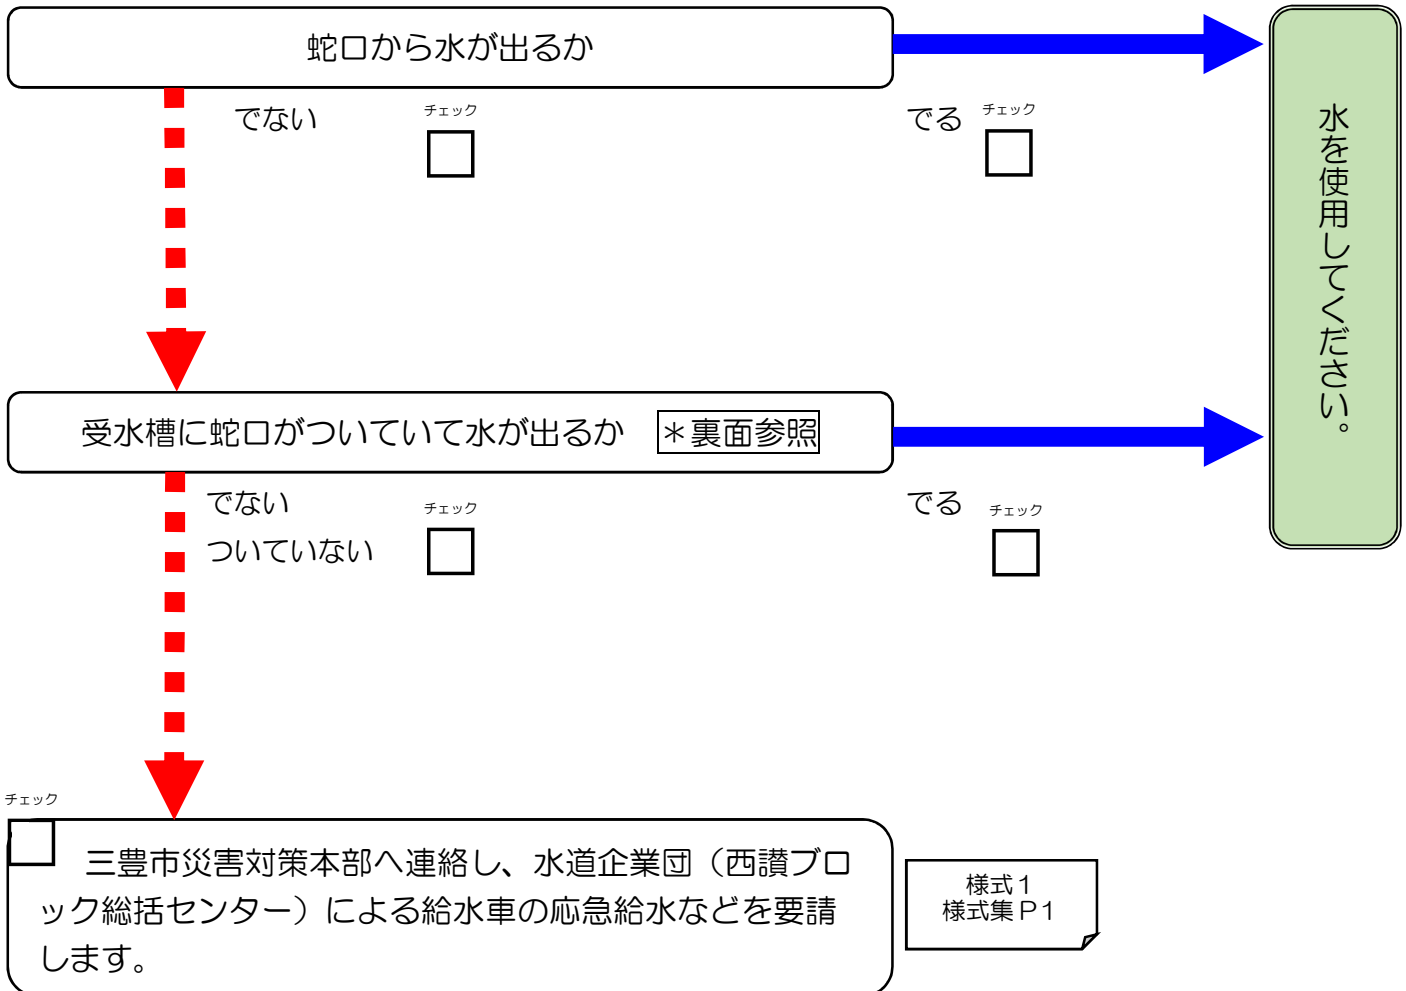 蛇口から水が出るか
でない
チェック
でる
チェック
水を使用してください。
受水槽に蛇口がついていて水が出るか ＊裏面参照
でない
ついていない
チェック
でる
チェック
チェック
三豊市災害対策本部へ連絡し、水道企業団（西讃ブロ
ック総括センター）による給水車の応急給水などを要請
します。
様式１
様式集Ｐ１